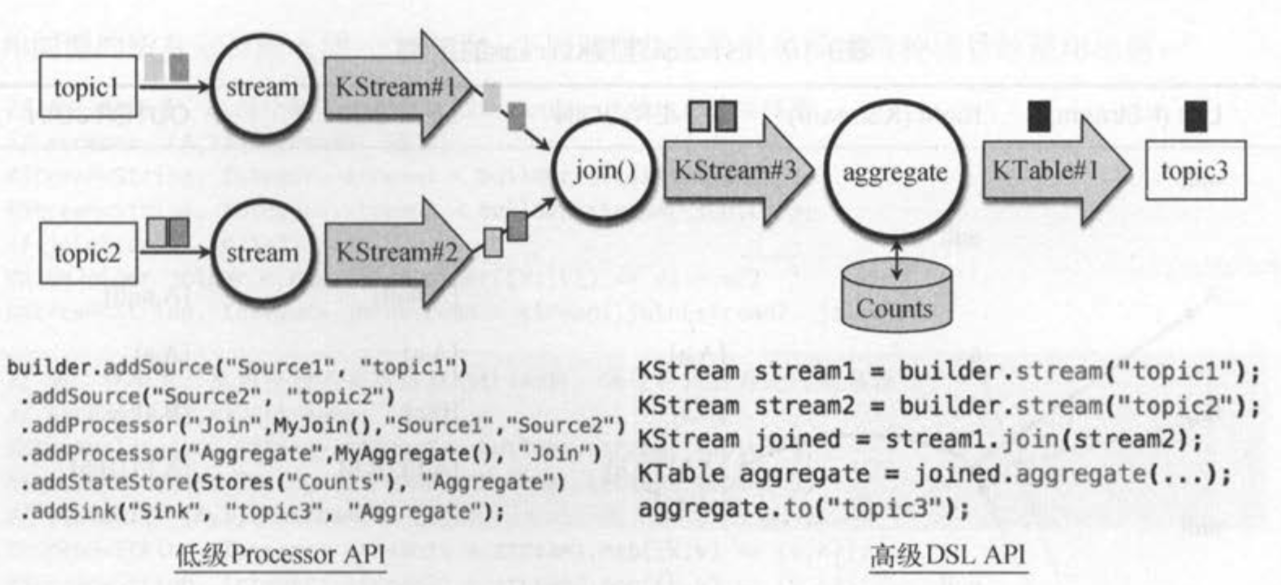 topic1
stream
KStream#1
join()
KStream#3
aggregate
KTable#1
topic3
topic2
stream
KStream#2
Counts
builder.addSource("Source1", "topic1")
.addSource("Source2", "topic2")
.addProcessor("Join",MyJoin(),"Source1","Source2")
.addProcessor("Aggregate",MyAggregate(),"Join")
.addStateStore(Stores("Counts"), "Aggregate")
.addSink("Sink", "topic3", "Aggregate");
低级Processor API
KStream stream1 = builder.stream("topic1");
KStream stream2 = builder.stream("topic2");
KStream joined = stream1.join(stream2);
KTable aggregate = joined.aggregate(...);
aggregate.to("topic3");
高级DSL API